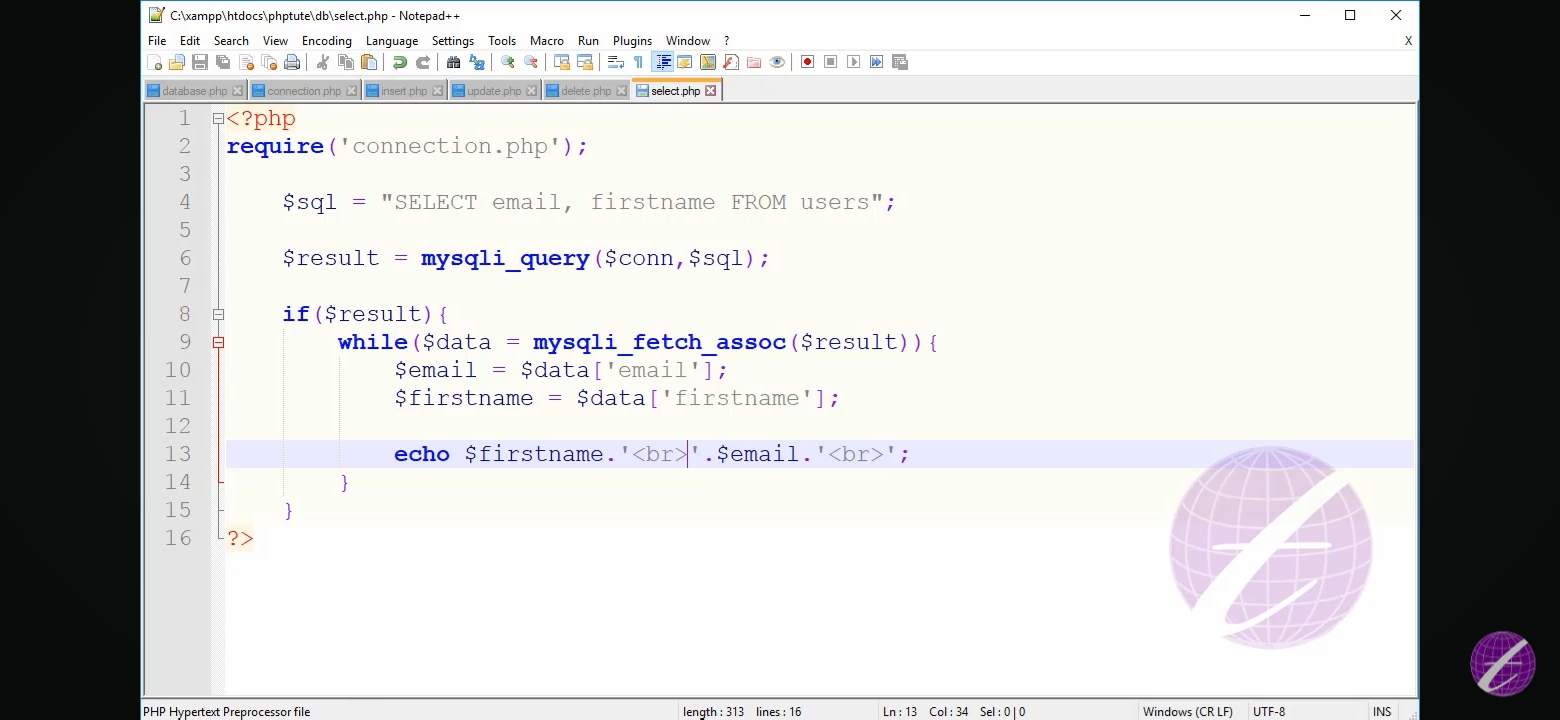 C:\xampp\htdocs\phptute\db\select.php - Notepad++
File Edit Search View Encoding Language Settings Tools Macro Run Plugins Window ? X
database.php connection.php insert.php update.php delete.php select.php
1 <?php
2 require('connection.php');
3
4 $sql = "SELECT email, firstname FROM users";
5
6 $result = mysqli_query($conn,$sql);
7
8 if($result){
9 while($data = mysqli_fetch_assoc($result)){
10 $email = $data['email'];
11 $firstname = $data['firstname'];
12
13 echo $firstname.'<br>'.$email.'<br>';
14 }
15 }
16 ?>
PHP Hypertext Preprocessor file length : 313 lines : 16 Ln : 13 Col : 34 Sel : 0 | 0 Windows (CR LF) UTF-8 INS